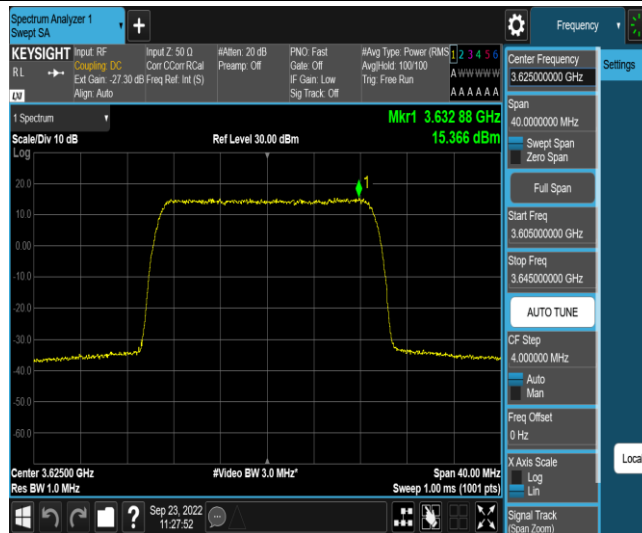 Spectrum Analyzer 1
Swept SA
Frequency
KEYSIGHT
Input: RF
Input Z: 50 Ω
#Atten: 20 dB
PNO: Fast
#Avg Type: Power (RMS
1 2 3 4 5 6
RL
Coupling: DC
Corr CCorr RCal
Preamp: Off
Gate: Off
Avg|Hold: 100/100
A W W W W W
Ext Gain: -27.30 dB
Freq Ref: Int (S)
IF Gain: Low
Trig: Free Run
Align: Auto
Sig Track: Off
A A A A A A
LXI
1 Spectrum
Mkr1 3.632 88 GHz
Scale/Div 10 dB
Ref Level 30.00 dBm
15.366 dBm
Log
1
20.0
10.0
0.00
-10.0
-20.0
-30.0
-40.0
-50.0
-60.0
Center 3.62500 GHz
#Video BW 3.0 MHz*
Span 40.00 MHz
Res BW 1.0 MHz
Sweep 1.00 ms (1001 pts)
Sep 23, 2022
11:27:52
Center Frequency
3.625000000 GHz
Settings
Span
40.0000000 MHz
Swept Span
Zero Span
Full Span
Start Freq
3.605000000 GHz
Stop Freq
3.645000000 GHz
AUTO TUNE
CF Step
4.000000 MHz
Auto
Man
Freq Offset
0 Hz
X Axis Scale
Log
Lin
Local
Signal Track
(Span Zoom)